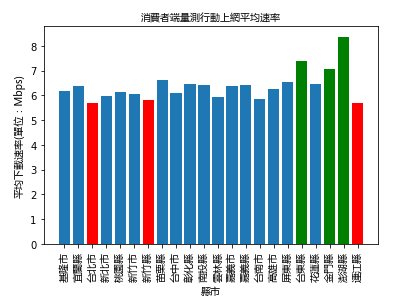 消費者端量測行動上網平均速率
平均下載速率(單位：Mbps)
8
7
6
5
4
3
2
1
0
基隆市
宜蘭縣
台北市
新北市
桃園縣
新竹市
新竹縣
苗栗縣
台中市
彰化縣
南投縣
雲林縣
嘉義市
嘉義縣
台南市
高雄市
屏東縣
台東縣
花蓮縣
金門縣
澎湖縣
連江縣
縣市